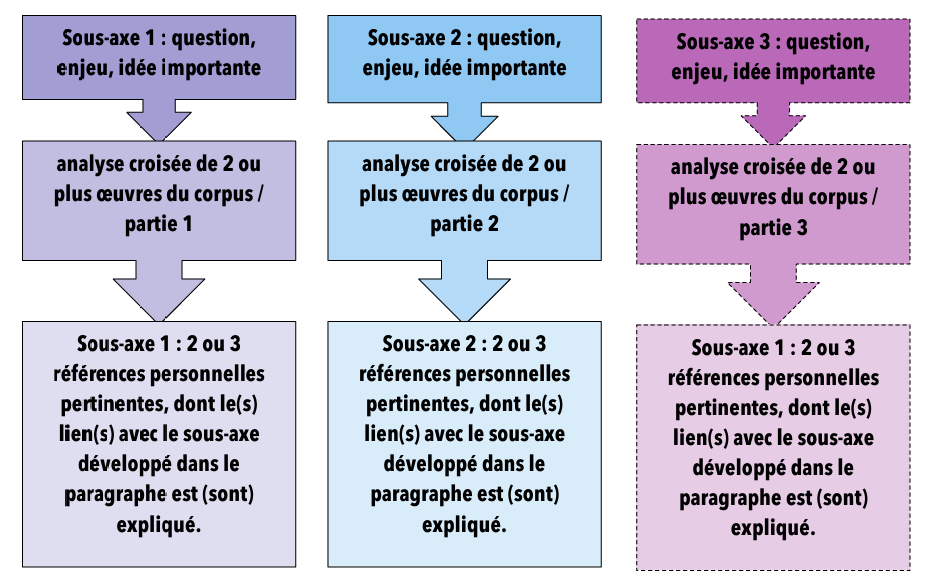 Sous-axe 1 : question,
enjeu, idée importante
analyse croisée de 2 ou
plus œuvres du corpus /
partie 1
Sous-axe 1 : 2 ou 3
références personnelles
pertinentes, dont le(s)
lien(s) avec le sous-axe
développé dans le
paragraphe est (sont)
expliqué.
Sous-axe 2 : question,
enjeu, idée importante
analyse croisée de 2 ou
plus œuvres du corpus /
partie 2
Sous-axe 2 : 2 ou 3
références personnelles
pertinentes, dont le(s)
lien(s) avec le sous-axe
développé dans le
paragraphe est (sont)
expliqué.
Sous-axe 3 : question,
enjeu, idée importante
analyse croisée de 2 ou
plus œuvres du corpus /
partie 3
Sous-axe 1 : 2 ou 3
références personnelles
pertinentes, dont le(s)
lien(s) avec le sous-axe
développé dans le
paragraphe est (sont)
expliqué.